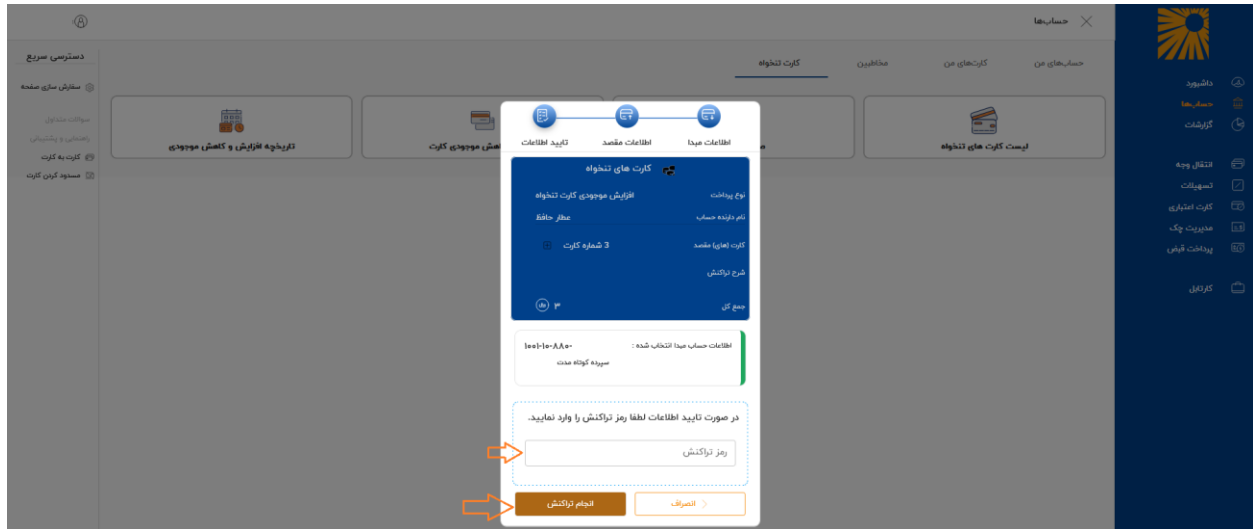 حساب‌ها
حساب‌های من
کارت‌های من
مخاطبین
کارت تنخواه
داشبورد
حساب‌ها
گزارشات
انتقال وجه
تسهیلات
کارت اعتباری
مدیریت چک
پرداخت قبض
کارتابل
لیست کارت های تنخواه
اهش موجودی کارت
تاریخچه افزایش و کاهش موجودی
اطلاعات مبدا
اطلاعات مقصد
تایید اطلاعات
کارت های تنخواه
نوع پرداخت افزایش موجودی کارت تنخواه
نام دارنده حساب عطار حافظ
کارت (های) مقصد 3 شماره کارت
شرح تراکنش
جمع کل ۳
اطلاعات حساب مبدا انتخاب شده : ۱۰۰۱-۱۰-۸۸۰-
سپرده کوتاه مدت
در صورت تایید اطلاعات لطفا رمز تراکنش را وارد نمایید.
رمز تراکنش
انصراف
انجام تراکنش
دسترسی سریع
سفارش سازی صفحه
سوالات متداول
راهنمایی و پشتیبانی
کارت به کارت
مسدود کردن کارت